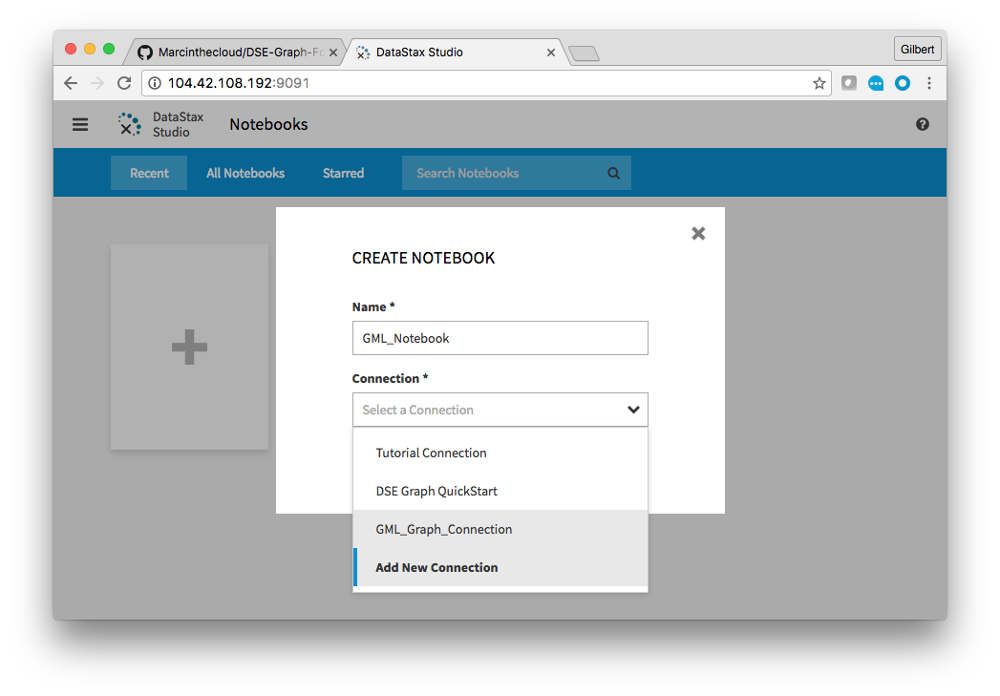 Marcinthecloud/DSE-Graph-Fo
DataStax Studio
Gilbert
104.42.108.192:9091
DataStax
Studio
Notebooks
Recent
All Notebooks
Starred
Search Notebooks
CREATE NOTEBOOK
Name *
GML_Notebook
Connection *
Select a Connection
Tutorial Connection
DSE Graph QuickStart
GML_Graph_Connection
Add New Connection